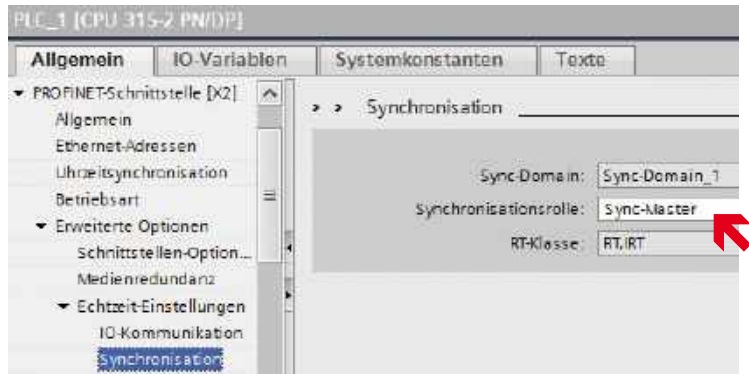 PLC_1 [CPU 315-2 PN/DP]
Allgemein IO-Variablen Systemkonstanten Texte
PROFINET-Schnittstelle [X2]
Allgemein
Ethernet-Adressen
Uhrzeitsynchronisation
Betriebsart
Erweiterte Optionen
Schnittstellen-Option...
Medienredundanz
Echtzeit-Einstellungen
IO-Kommunikation
Synchronisation
> > Synchronisation
Sync-Domain: Sync-Domain_1
Synchronisationsrolle: Sync-Master
RT-Klasse: RT,IRT